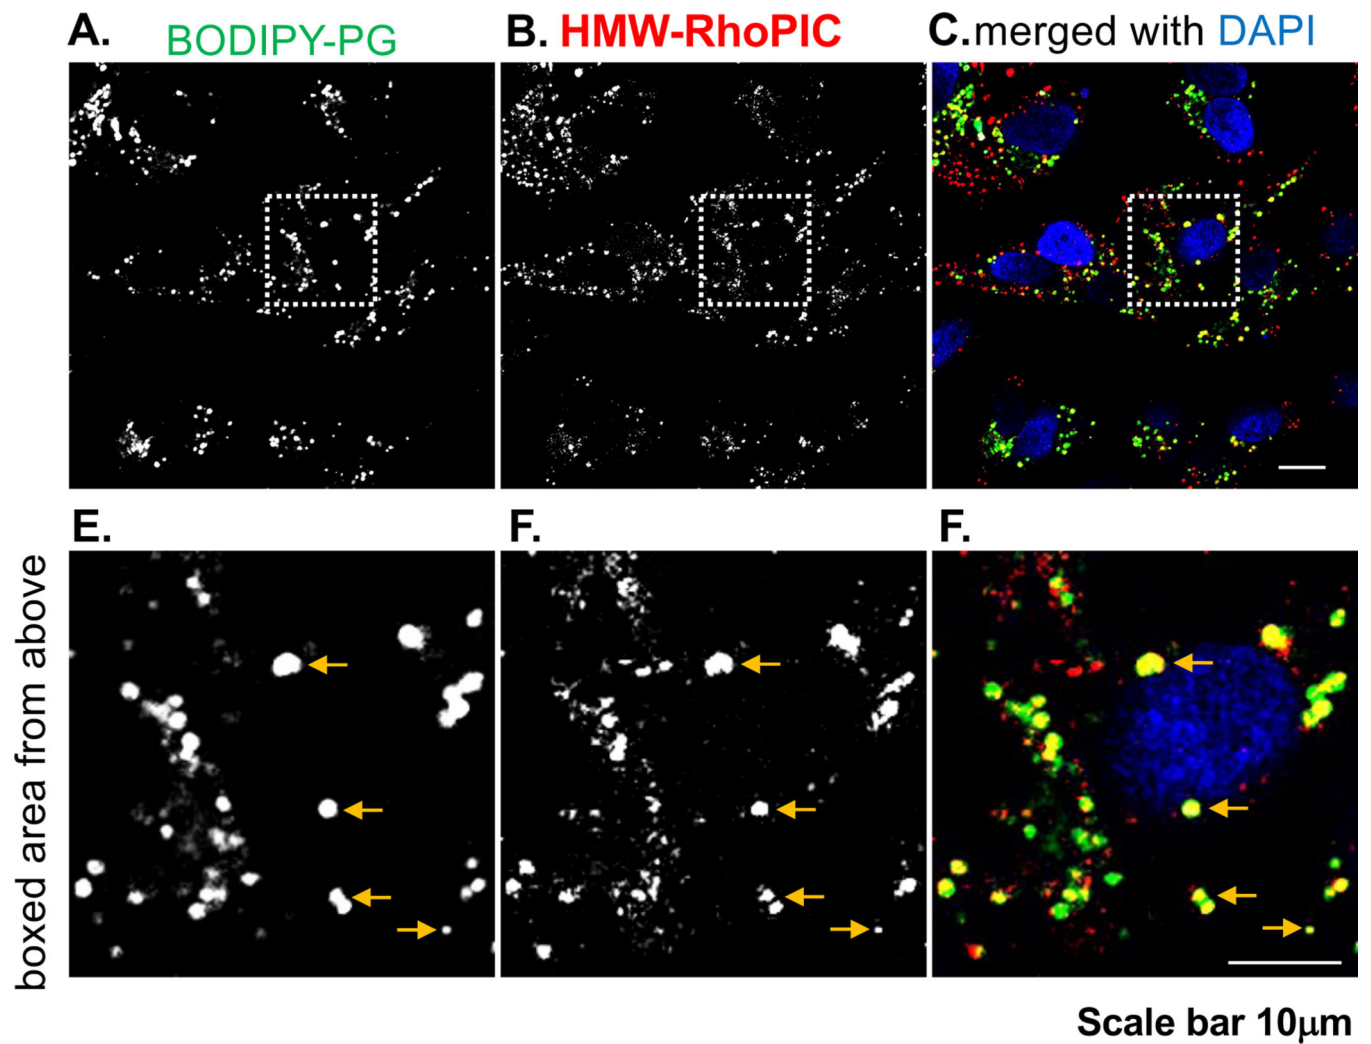 A. BODIPY-PG
B. HMW-RhoPIC
C.merged with DAPI
E.
F.
F.
boxed area from above
Scale bar 10μm